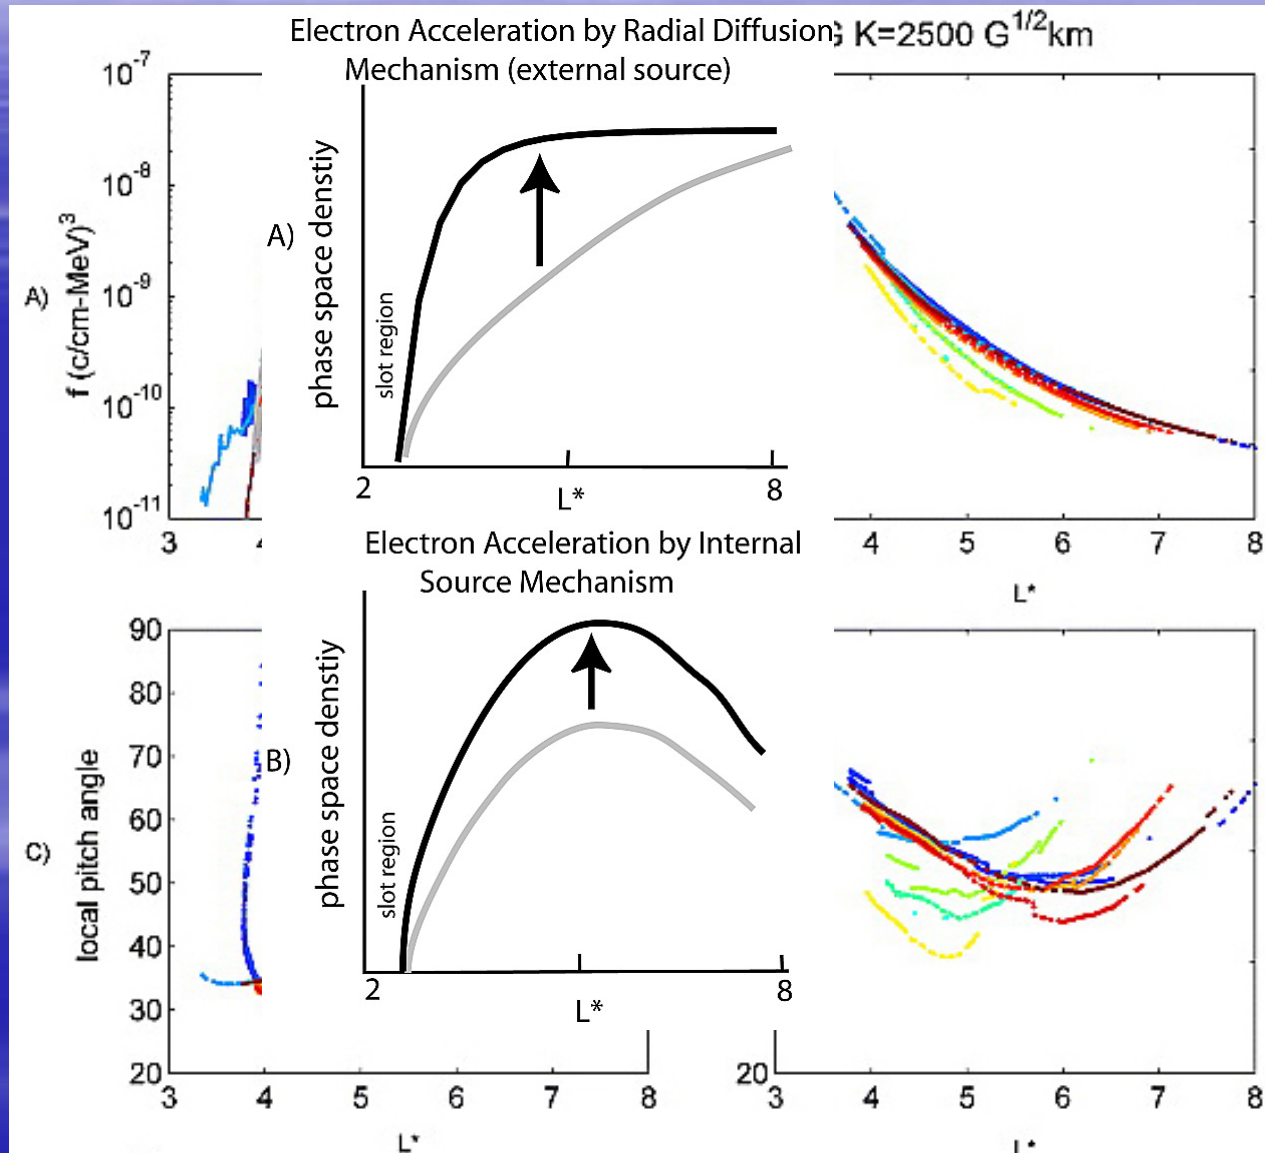 Electron Acceleration by Radial Diffusion
Mechanism (external source)
G K=2500 G1/2km
10-7
10-8
10-9
10-10
10-11
A)
f (c/cm-MeV)3
3
4
A)
phase space denstiy
slot region
2
8
L*
4
5
6
7
8
L*
Electron Acceleration by Internal
Source Mechanism
B)
phase space denstiy
slot region
2
8
L*
90
80
70
60
50
40
30
20
C)
local pitch angle
3
4
5
6
7
8
L*
20
3
4
5
6
7
8
L*